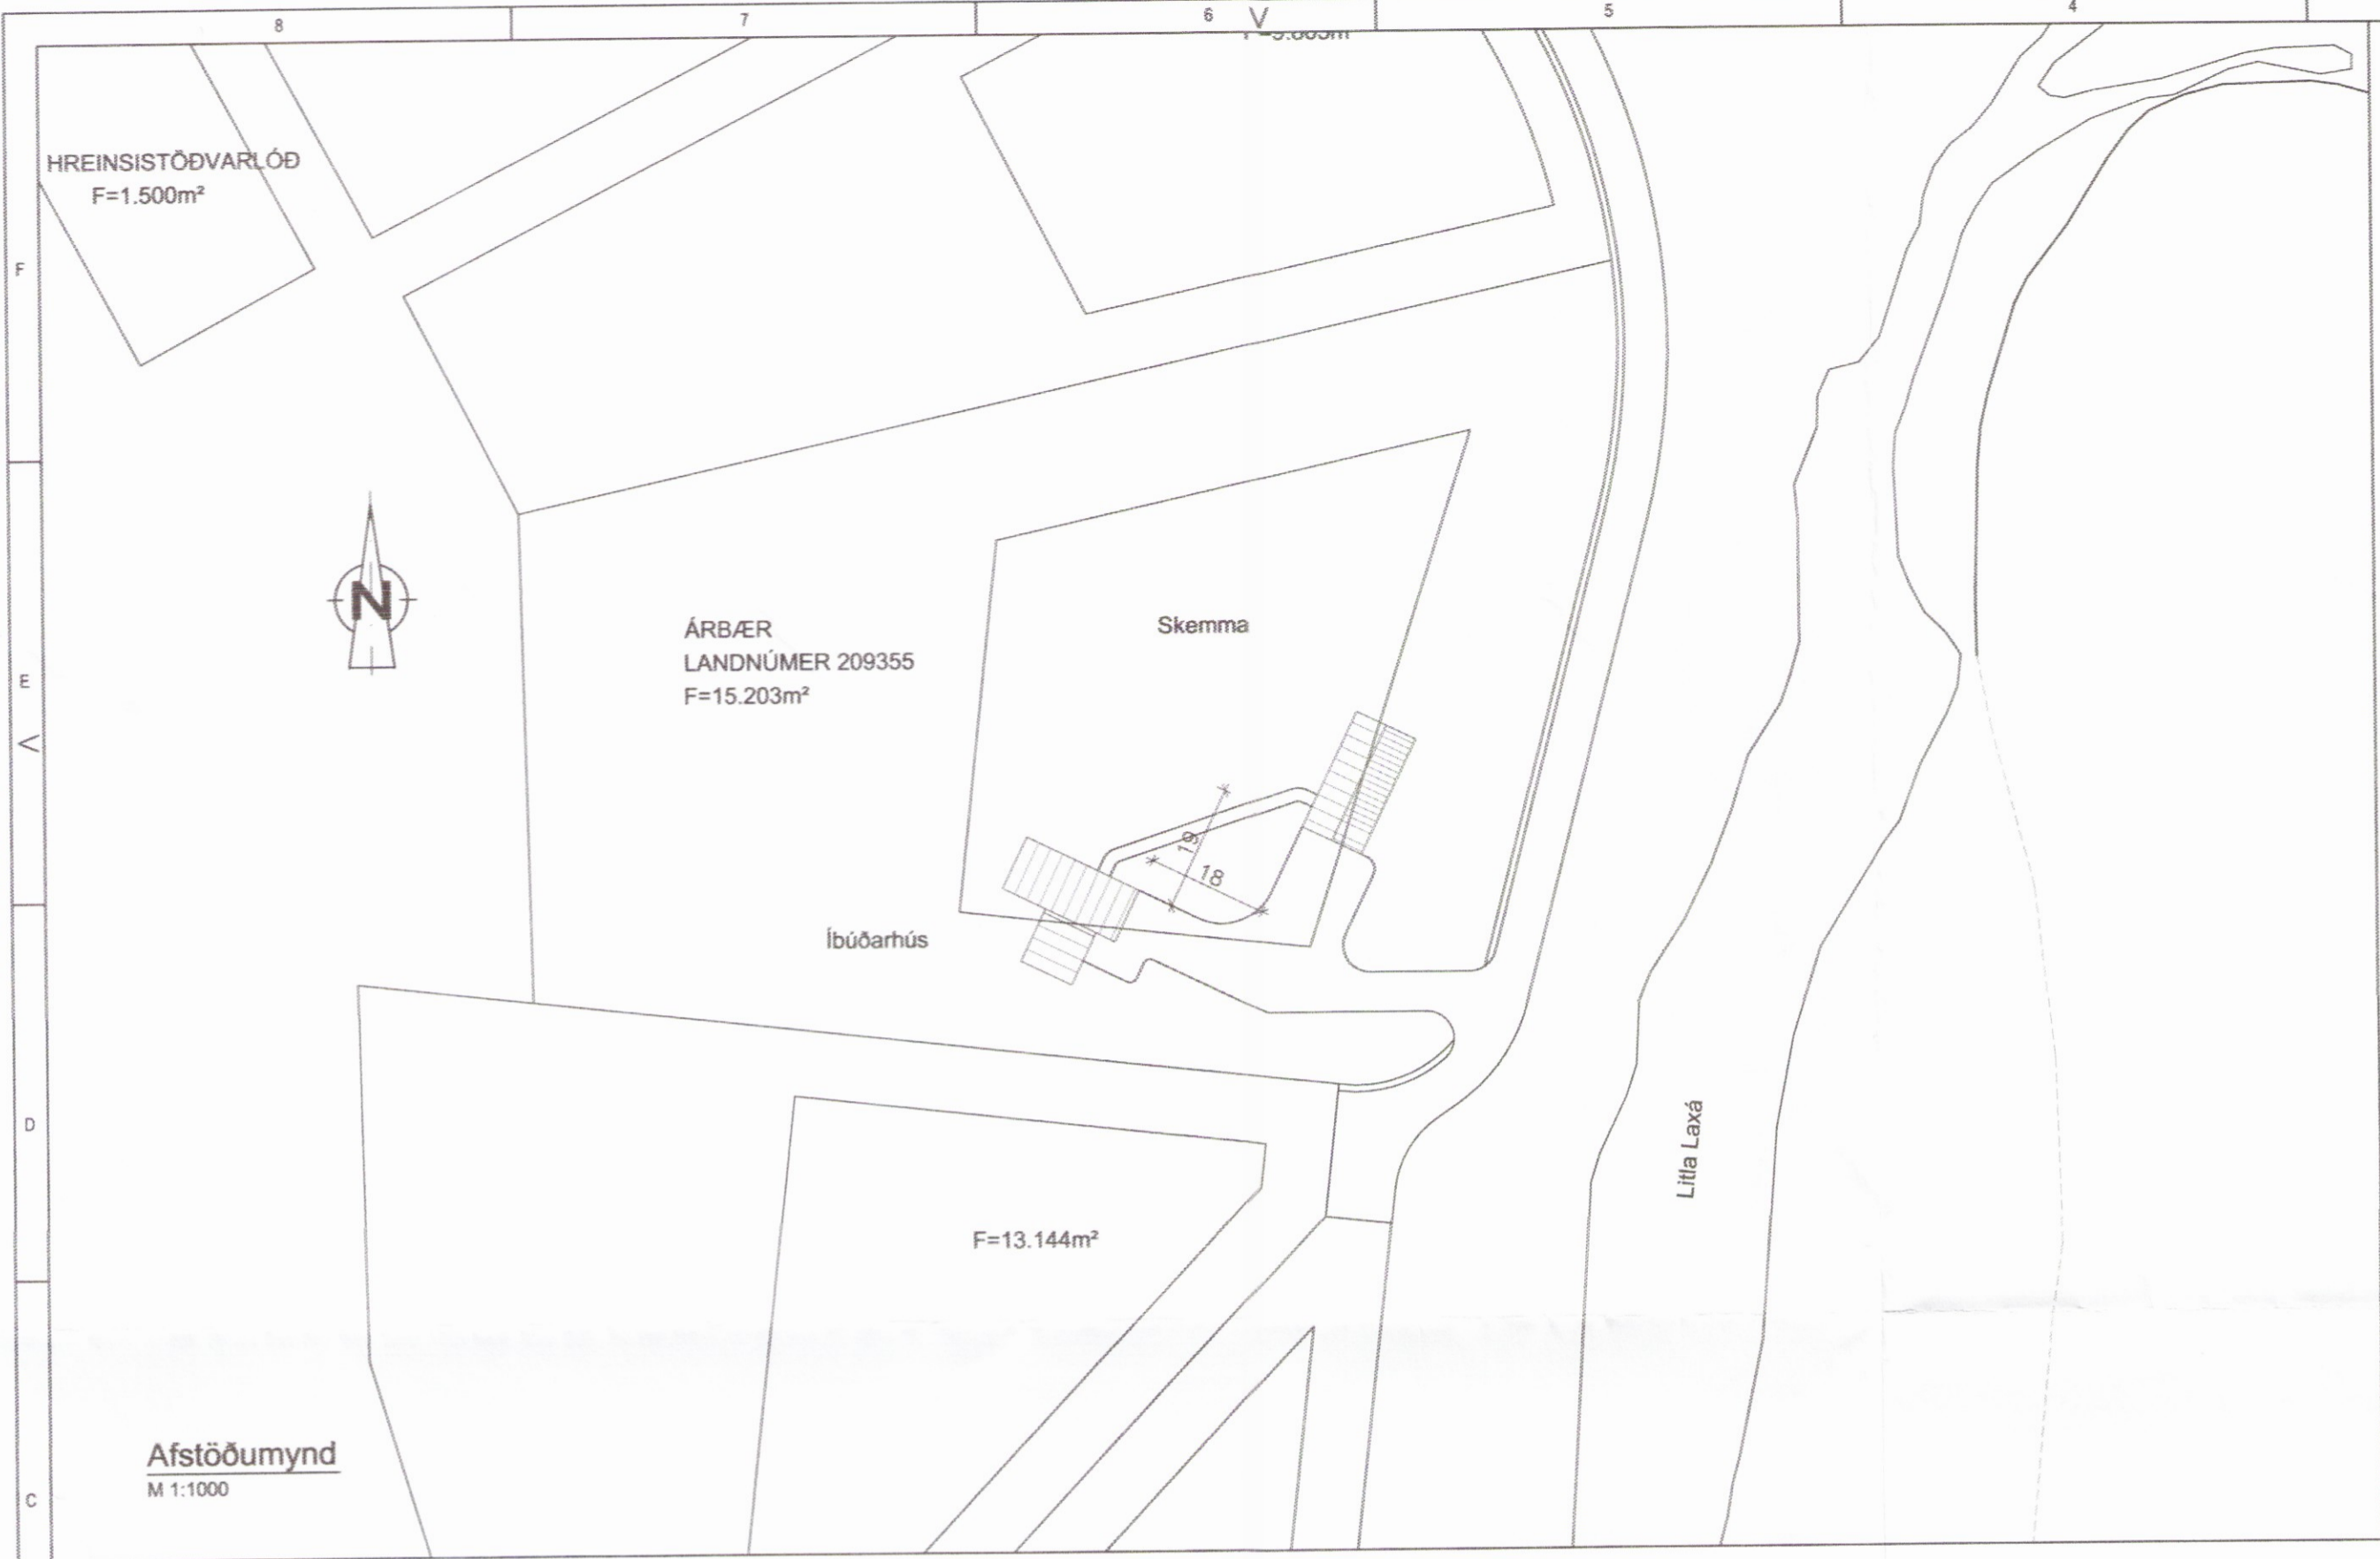 8 7 6 5 4
HREINSISTÖÐVARLÓÐ
F=1.500m²
F
N
ÁRBÆR
LANDNÚMER 209355
F=15.203m²
Skemma
E
19
18
Íbúðarhús
D
Litla Laxá
F=13.144m²
Afstöðumynd
M 1:1000
C